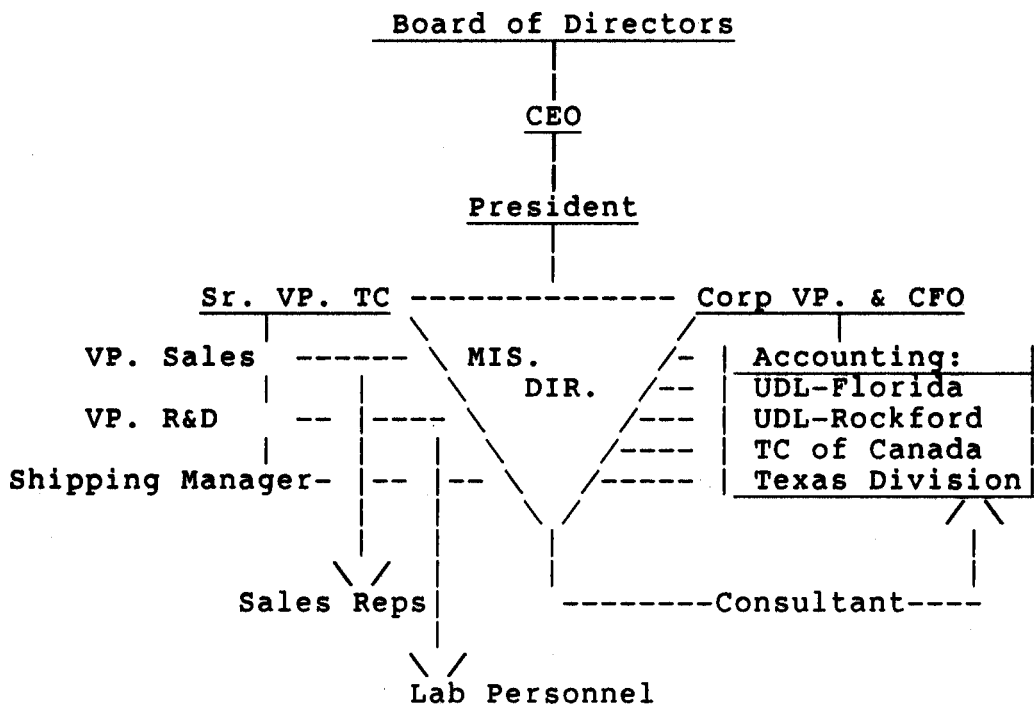 Board of Directors
CEO
President
Sr. VP. TC Corp VP. & CFO
VP. Sales MIS. Accounting:
DIR. UDL-Florida
VP. R&D UDL-Rockford
TC of Canada
Shipping Manager Texas Division
Sales Reps Consultant
Lab Personnel